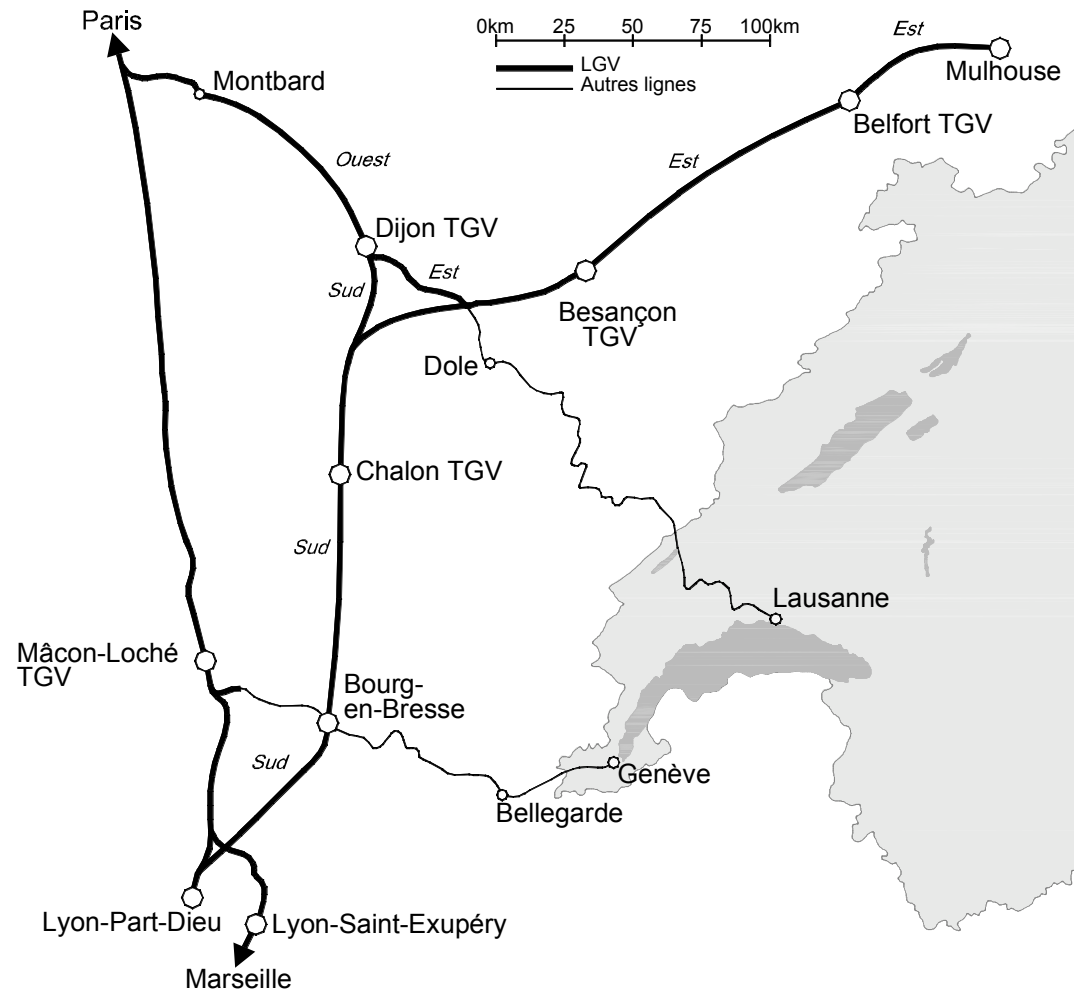 Paris
0km 25 50 75 100km
Est
LGV
Autres lignes
Mulhouse
Montbard
Belfort TGV
Ouest
Est
Dijon TGV
Est
Sud
Besançon
TGV
Dole
Chalon TGV
Sud
Lausanne
Mâcon-Loché
TGV
Bourg-
en-Bresse
Sud
Genève
Bellegarde
Lyon-Part-Dieu
Lyon-Saint-Exupéry
Marseille